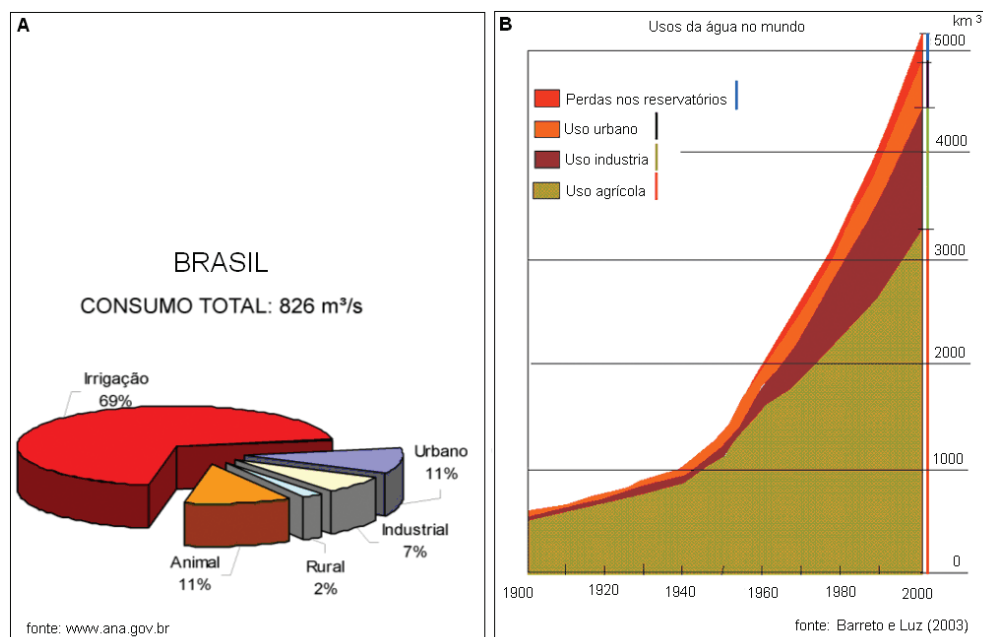 A
BRASIL
CONSUMO TOTAL: 826 m³/s
Irrigação
69%
Urbano
11%
Industrial
7%
Rural
2%
Animal
11%
fonte: www.ana.gov.br
B
Usos da água no mundo
km³
5000
4000
3000
2000
1000
0
Perdas nos reservatórios
Uso urbano
Uso industria
Uso agrícola
1900
1920
1940
1960
1980
2000
fonte: Barreto e Luz (2003)